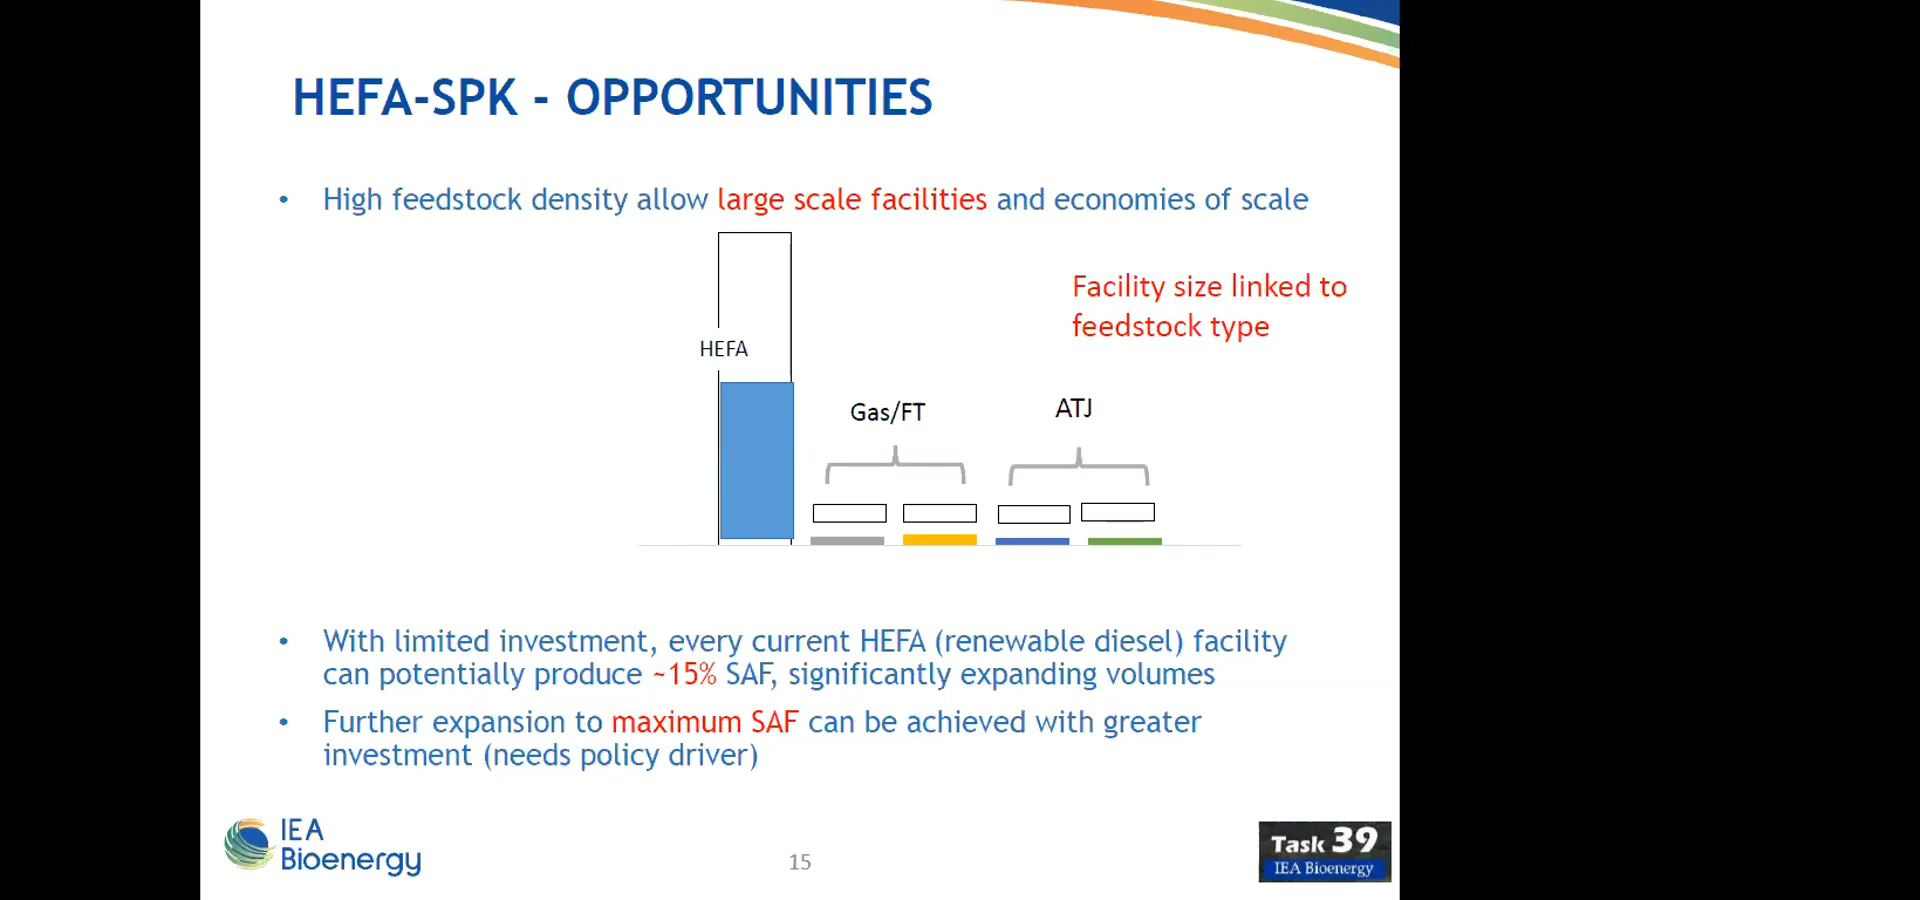 HEFA-SPK - OPPORTUNITIES
• High feedstock density allow large scale facilities and economies of scale
Facility size linked to
feedstock type
HEFA
Gas/FT
ATJ
• With limited investment, every current HEFA (renewable diesel) facility
can potentially produce ~15% SAF, significantly expanding volumes
• Further expansion to maximum SAF can be achieved with greater
investment (needs policy driver)
IEA
Bioenergy
15
Task 39
IEA Bioenergy